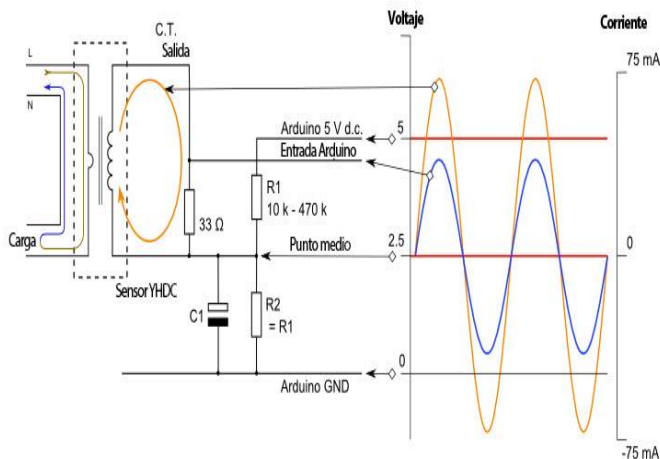 Voltaje
Corriente
C.T.
Salida
75 mA
L
N
Arduino 5 V d.c.
5
Entrada Arduino
R1
10 k - 470 k
33 Ω
Carga
Punto medio
2.5
0
Sensor YHDC
C1
R2
= R1
0
Arduino GND
-75 mA